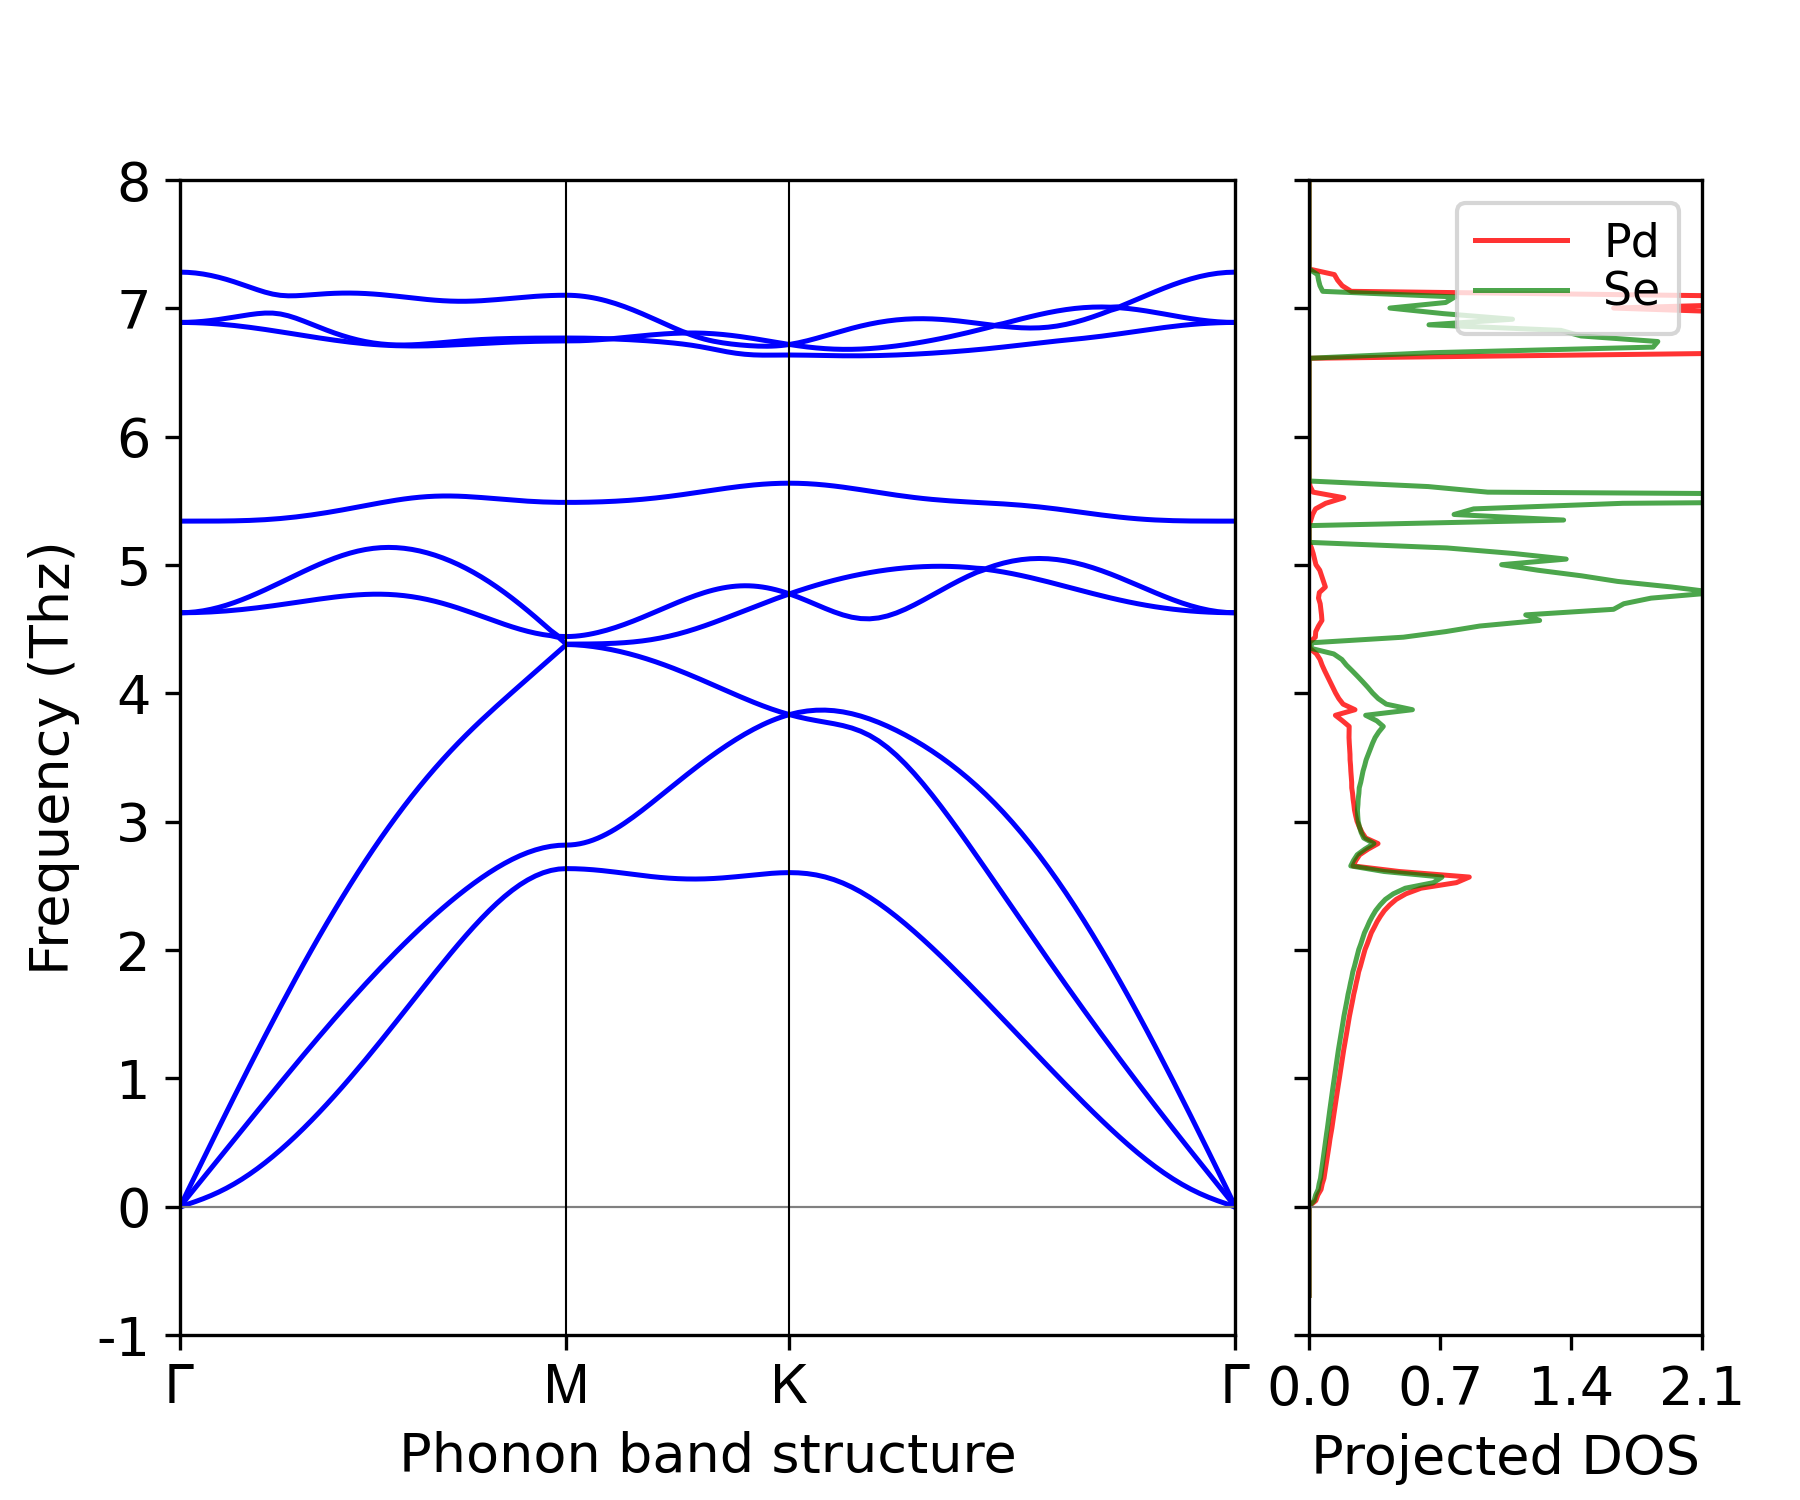 8
7
6
5
4
3
2
1
0
-1
Frequency (Thz)
Γ M K Γ
Phonon band structure
Pd
Se
0.0 0.7 1.4 2.1
Projected DOS